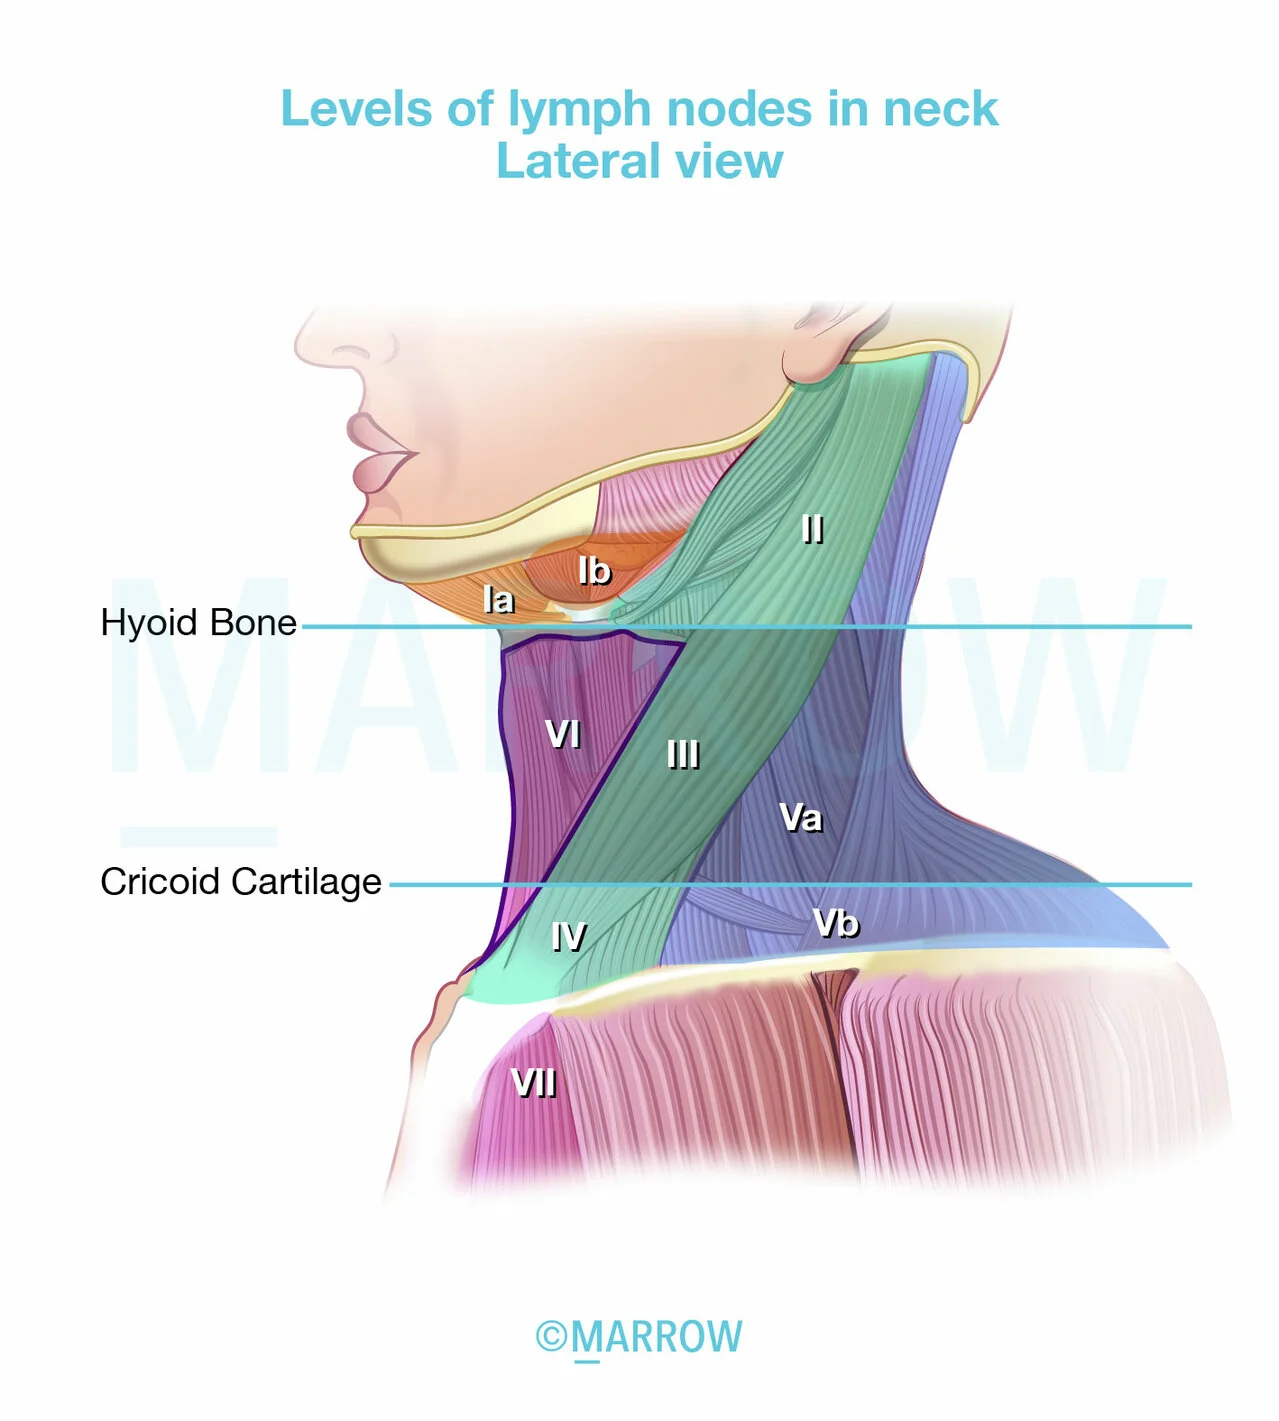 Levels of lymph nodes in neck
Lateral view
II
Ib
Ia
Hyoid Bone
VI
III
Va
Cricoid Cartilage
IV
Vb
VII
MARROW
©MARROW